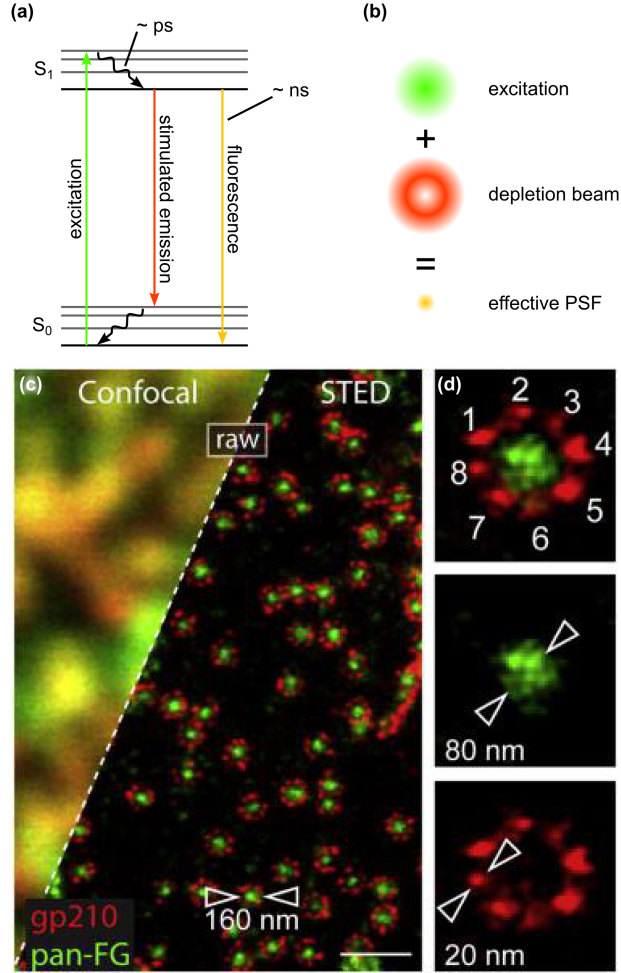 (a)
~ ps
S1
~ ns
excitation
stimulated emission
fluorescence
S0
(b)
excitation
+
depletion beam
=
effective PSF
(c)
Confocal
STED
raw
160 nm
gp210
pan-FG
(d)
1
2
3
4
5
6
7
8
80 nm
20 nm